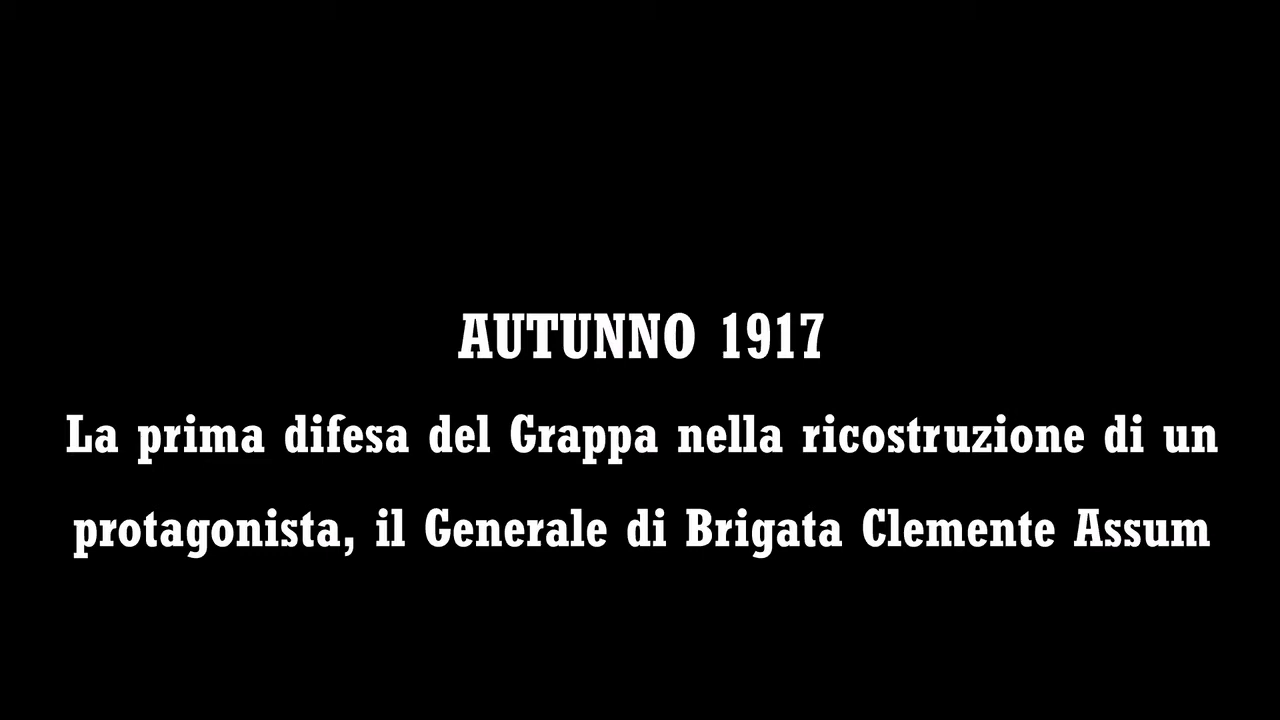 AUTUNNO 1917
La prima difesa del Grappa nella ricostruzione di un
protagonista, il Generale di Brigata Clemente Assum